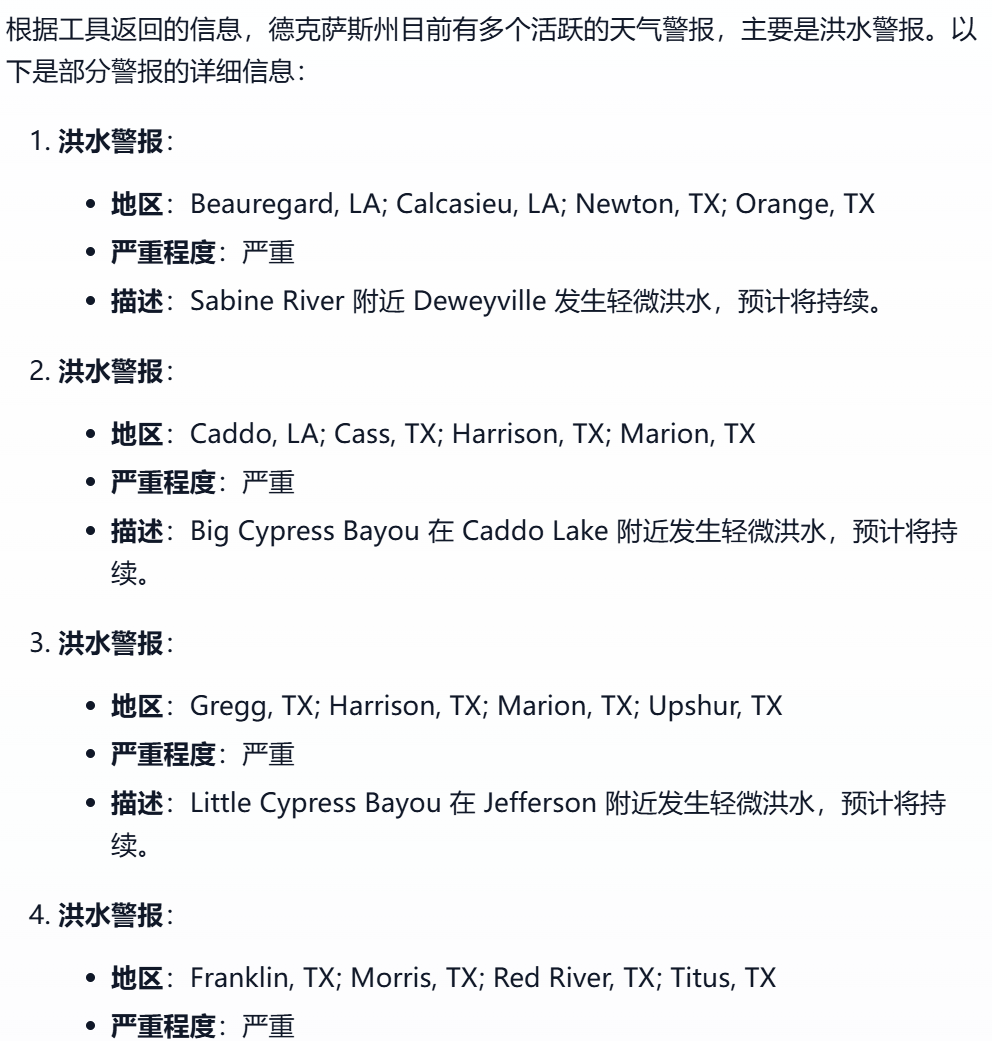 根据工具返回的信息，德克萨斯州目前有多个活跃的天气警报，主要是洪水警报。以
下是部分警报的详细信息：
1. 洪水警报：
• 地区：Beauregard, LA; Calcasieu, LA; Newton, TX; Orange, TX
• 严重程度：严重
• 描述：Sabine River 附近 Deweyville 发生轻微洪水，预计将持续。
2. 洪水警报：
• 地区：Caddo, LA; Cass, TX; Harrison, TX; Marion, TX
• 严重程度：严重
• 描述：Big Cypress Bayou 在 Caddo Lake 附近发生轻微洪水，预计将持
续。
3. 洪水警报：
• 地区：Gregg, TX; Harrison, TX; Marion, TX; Upshur, TX
• 严重程度：严重
• 描述：Little Cypress Bayou 在 Jefferson 附近发生轻微洪水，预计将持
续。
4. 洪水警报：
• 地区：Franklin, TX; Morris, TX; Red River, TX; Titus, TX
• 严重程度：严重